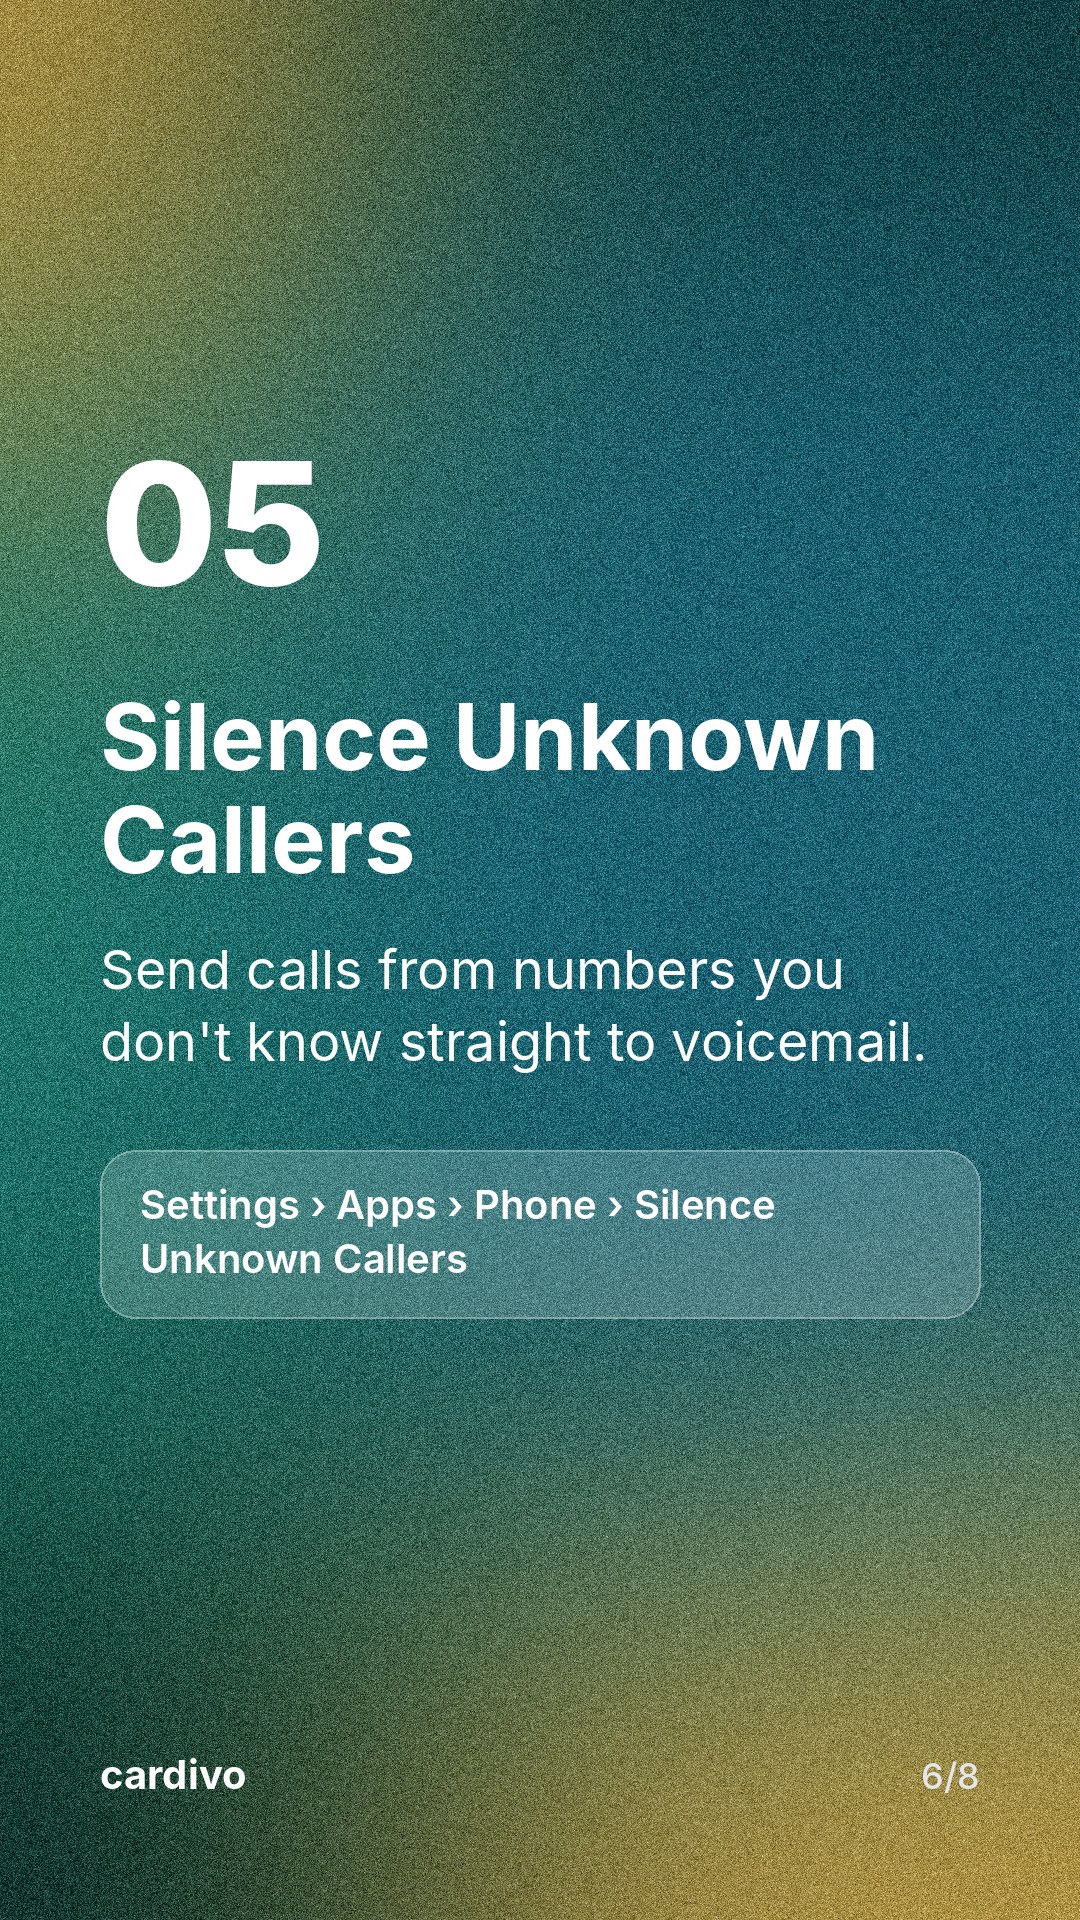 05
Silence Unknown
Callers
Send calls from numbers you
don't know straight to voicemail.
Settings › Apps › Phone › Silence
Unknown Callers
cardivo
6/8